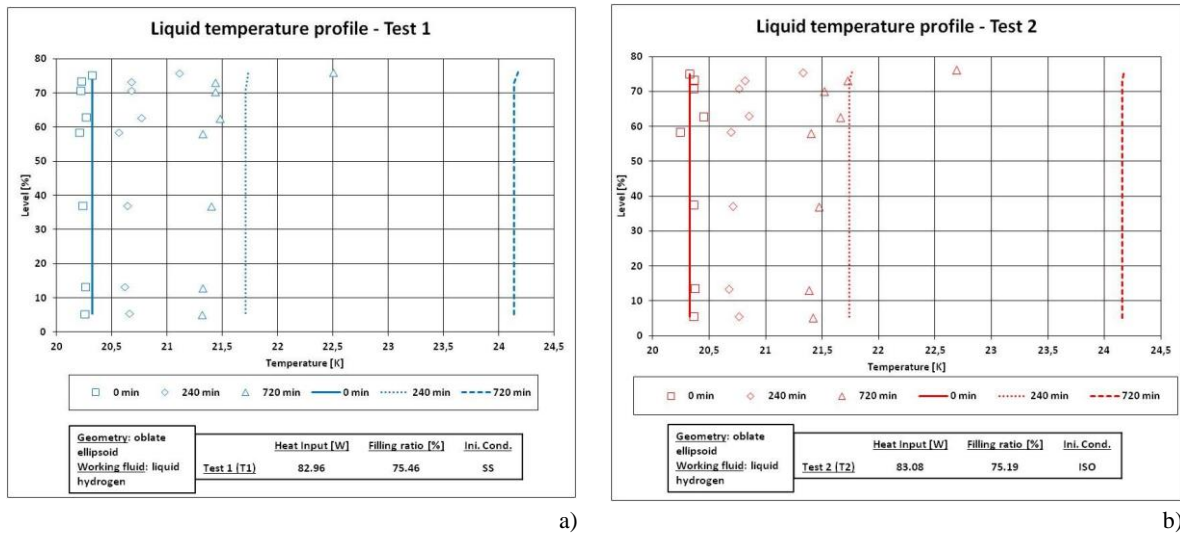 Liquid temperature profile - Test 1
Level [%]
80
70
60
50
40
30
20
10
0
20 20,5 21 21,5 22 22,5 23 23,5 24 24,5
Temperature [K]
0 min 240 min 720 min 0 min 240 min 720 min
Geometry: oblate
ellipsoid
Working fluid: liquid
hydrogen
Heat Input [W] Filling ratio [%] Ini. Cond.
Test 1 (T1) 82.96 75.46 SS
a)
Liquid temperature profile - Test 2
Level [%]
80
70
60
50
40
30
20
10
0
20 20,5 21 21,5 22 22,5 23 23,5 24 24,5
Temperature [K]
0 min 240 min 720 min 0 min 240 min 720 min
Geometry: oblate
ellipsoid
Working fluid: liquid
hydrogen
Heat Input [W] Filling ratio [%] Ini. Cond.
Test 2 (T2) 83.08 75.19 ISO
b)